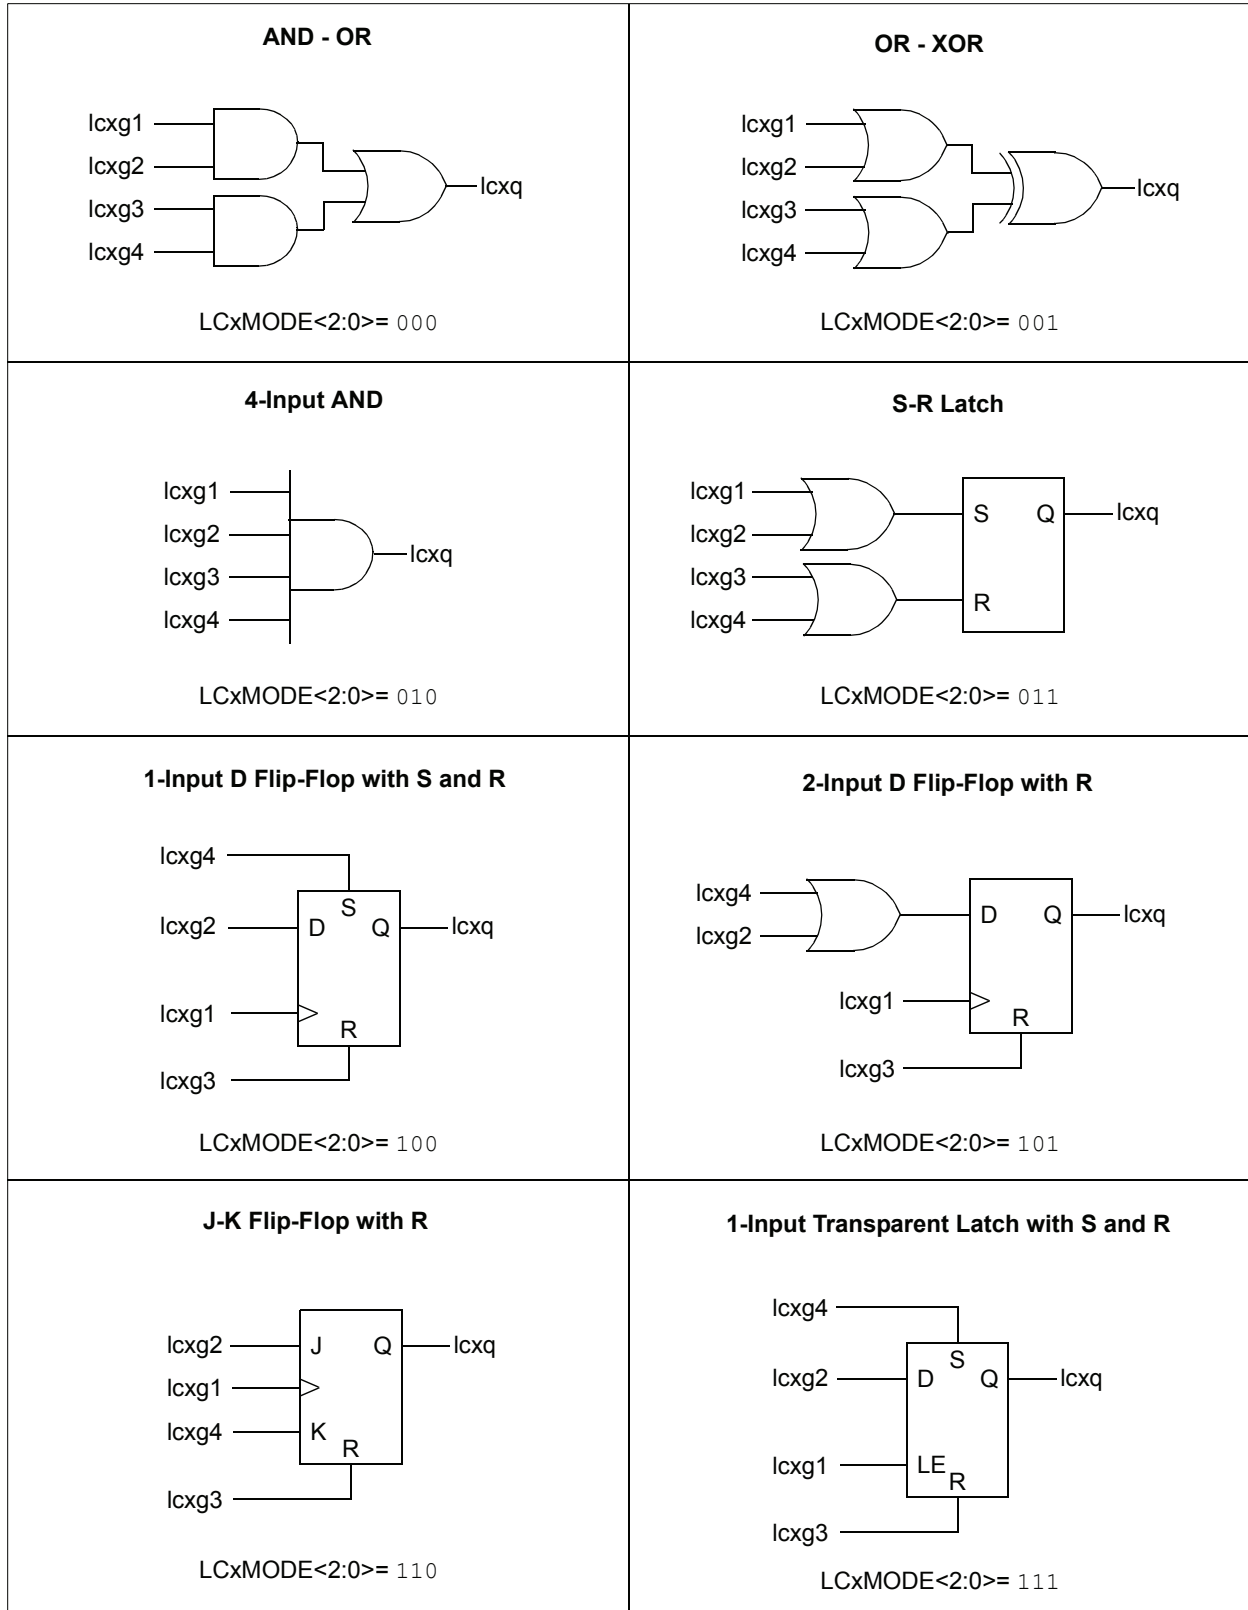 AND - OR
lcxg1
lcxg2
lcxg3
lcxg4
lcxq
LCxMODE<2:0>= 000
OR - XOR
lcxg1
lcxg2
lcxg3
lcxg4
lcxq
LCxMODE<2:0>= 001
4-Input AND
lcxg1
lcxg2
lcxg3
lcxg4
lcxq
LCxMODE<2:0>= 010
S-R Latch
lcxg1
lcxg2
lcxg3
lcxg4
S Q lcxq
R
LCxMODE<2:0>= 011
1-Input D Flip-Flop with S and R
lcxg4
S
lcxg2 D Q lcxq
lcxg1
R
lcxg3
LCxMODE<2:0>= 100
2-Input D Flip-Flop with R
lcxg4
lcxg2
D Q lcxq
lcxg1
R
lcxg3
LCxMODE<2:0>= 101
J-K Flip-Flop with R
lcxg2 J Q lcxq
lcxg1
lcxg4 K
R
lcxg3
LCxMODE<2:0>= 110
1-Input Transparent Latch with S and R
lcxg4
S
lcxg2 D Q lcxq
lcxg1 LE
R
lcxg3
LCxMODE<2:0>= 111